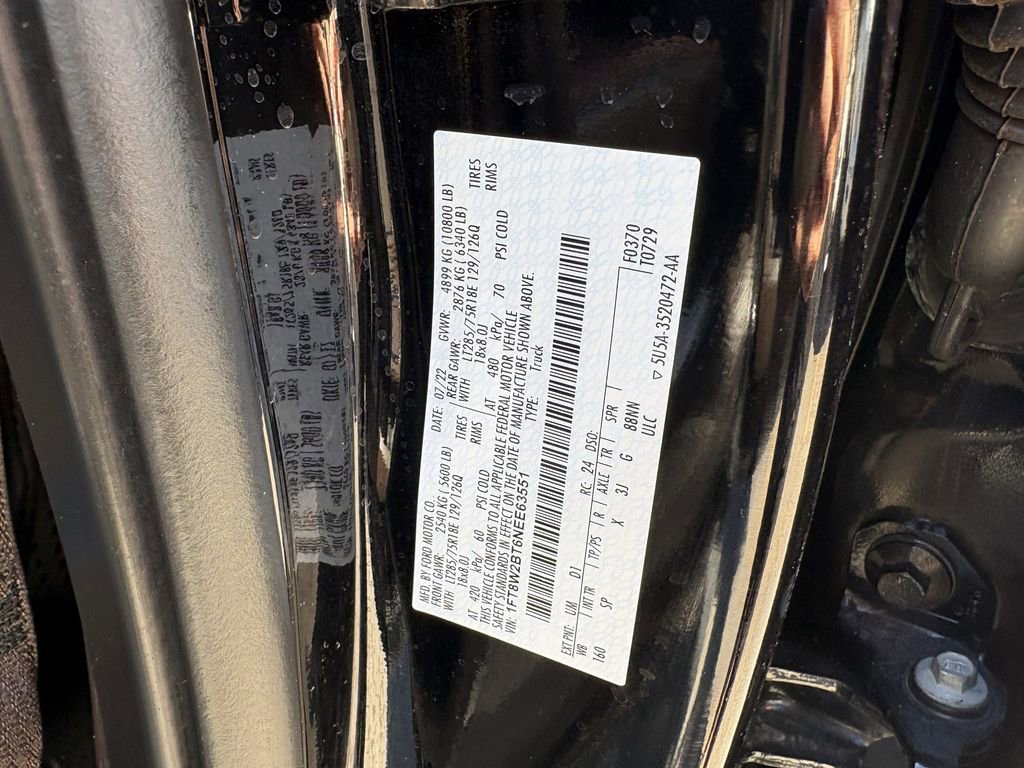 MFD. BY FORD MOTOR CO. DATE: 07/22 GVWR: 4899 KG (10800 LB)
FRONT GAWR: 2540 KG (5600 LB) REAR GAWR: 2876 KG (6340 LB)
WITH LT285/75R18E 129/126Q TIRES WITH LT285/75R18E 129/126Q TIRES
18x8.0J RIMS 18x8.0J RIMS
AT 420 kPa/ 60 PSI COLD AT 480 kPa/ 70 PSI COLD
THIS VEHICLE CONFORMS TO ALL APPLICABLE FEDERAL MOTOR VEHICLE
SAFETY STANDARDS IN EFFECT ON THE DATE OF MANUFACTURE SHOWN ABOVE.
VIN: 1FT8W2BT6NEE63551 TYPE: Truck
EXT PNT: UM D1 RC: 24 DSO: F0370
WB INT TR TP/PS R AXLE TR SPR T0729
160 SP X 3J G 88NN
ULC 5U5A-3520472-AA